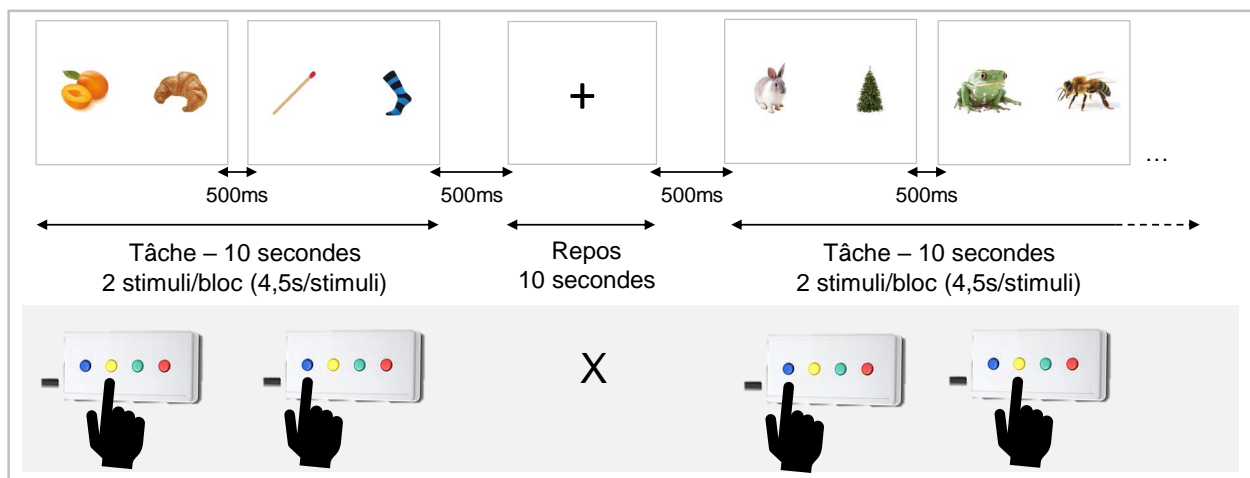 +
...
500ms
500ms
500ms
500ms
Tâche – 10 secondes
2 stimuli/bloc (4,5s/stimuli)
Repos
10 secondes
Tâche – 10 secondes
2 stimuli/bloc (4,5s/stimuli)
X